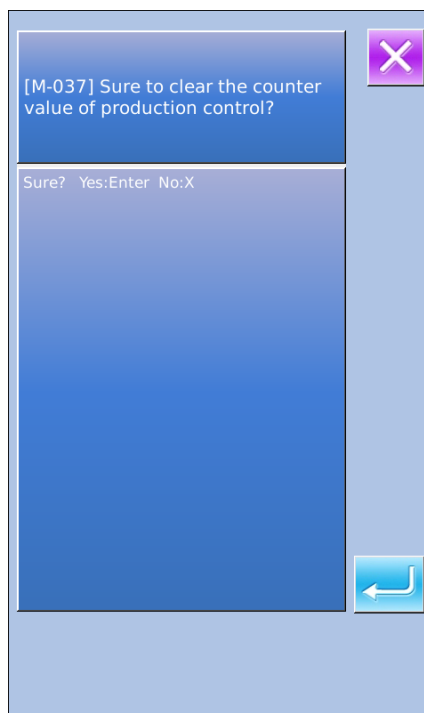 [M-037] Sure to clear the counter
value of production control?
Sure?   Yes:Enter  No:X